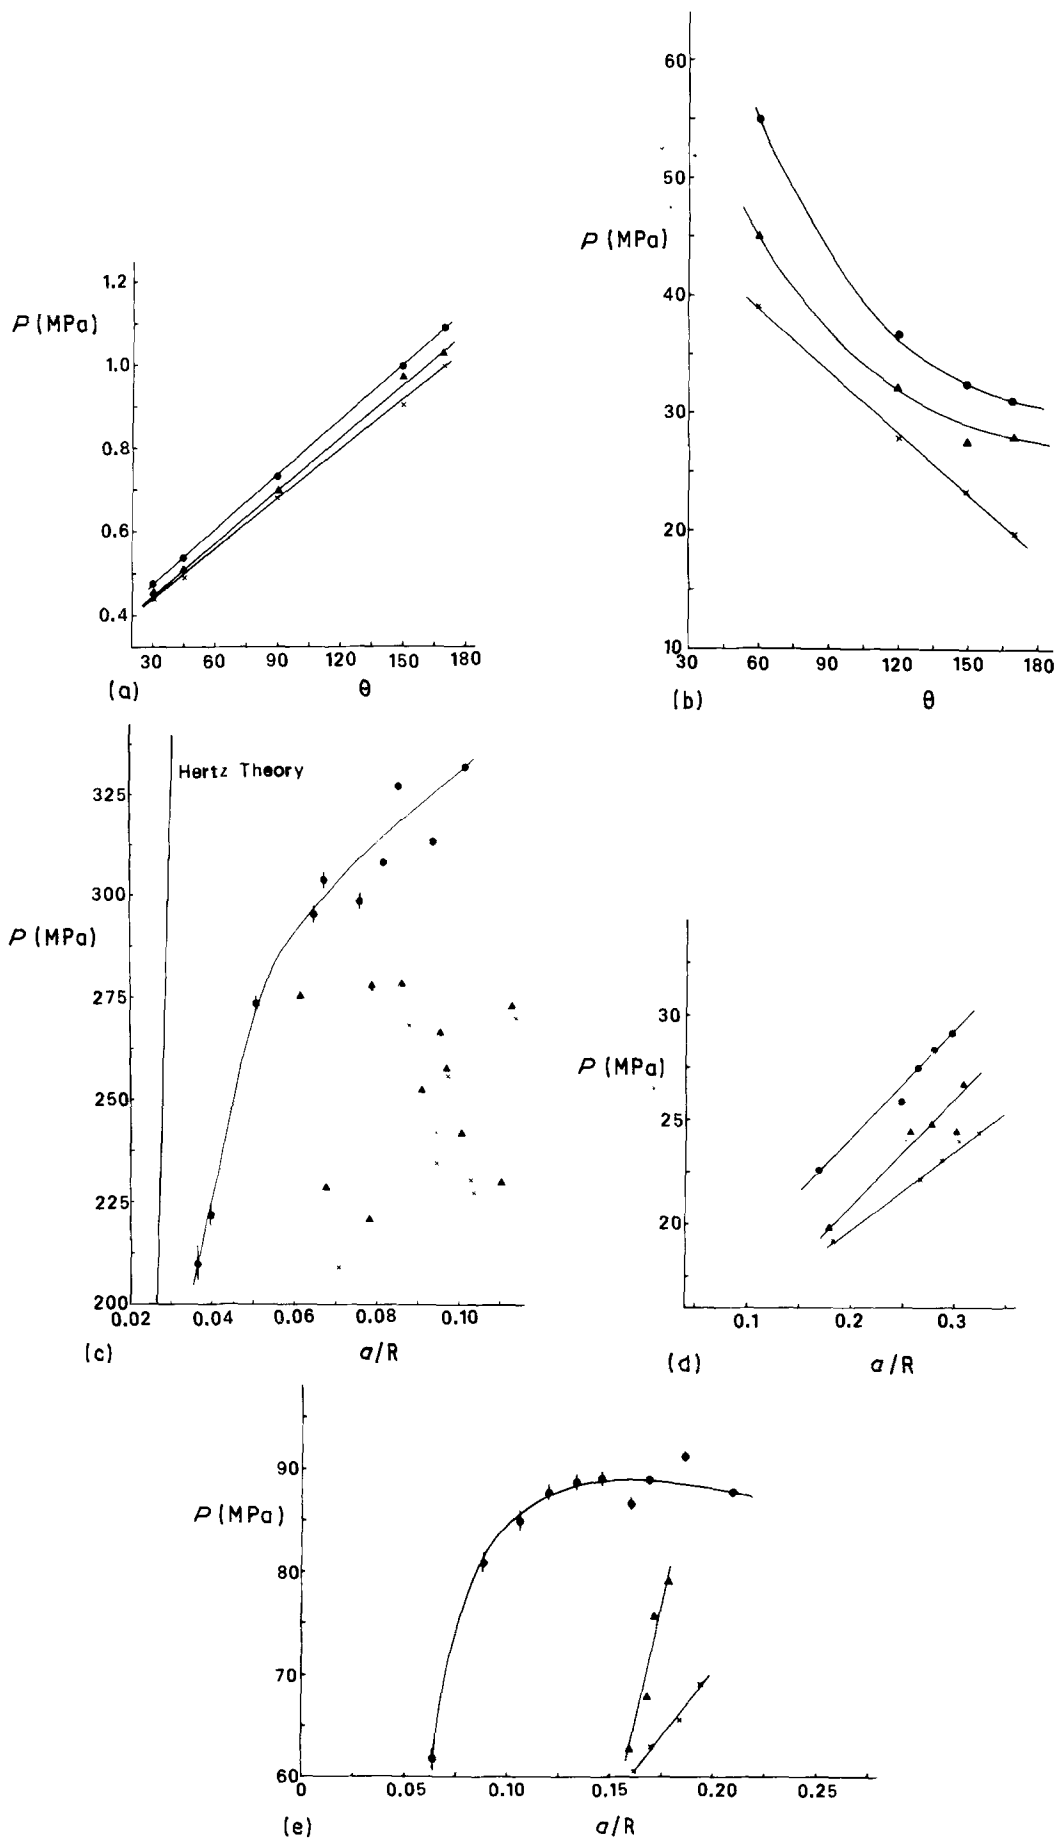 60
50
P (MPa)
40
30
20
10
30 60 90 120 150 180
(b) θ
1.2
P (MPa)
1.0
0.8
0.6
0.4
30 60 90 120 150 180
(a) θ
Hertz Theory
325
300
P (MPa)
275
250
225
200
0.02 0.04 0.06 0.08 0.10
(c) a/R
30
P (MPa)
25
20
0.1 0.2 0.3
(d) a/R
90
P (MPa)
80
70
60
0 0.05 0.10 0.15 0.20 0.25
(e) a/R